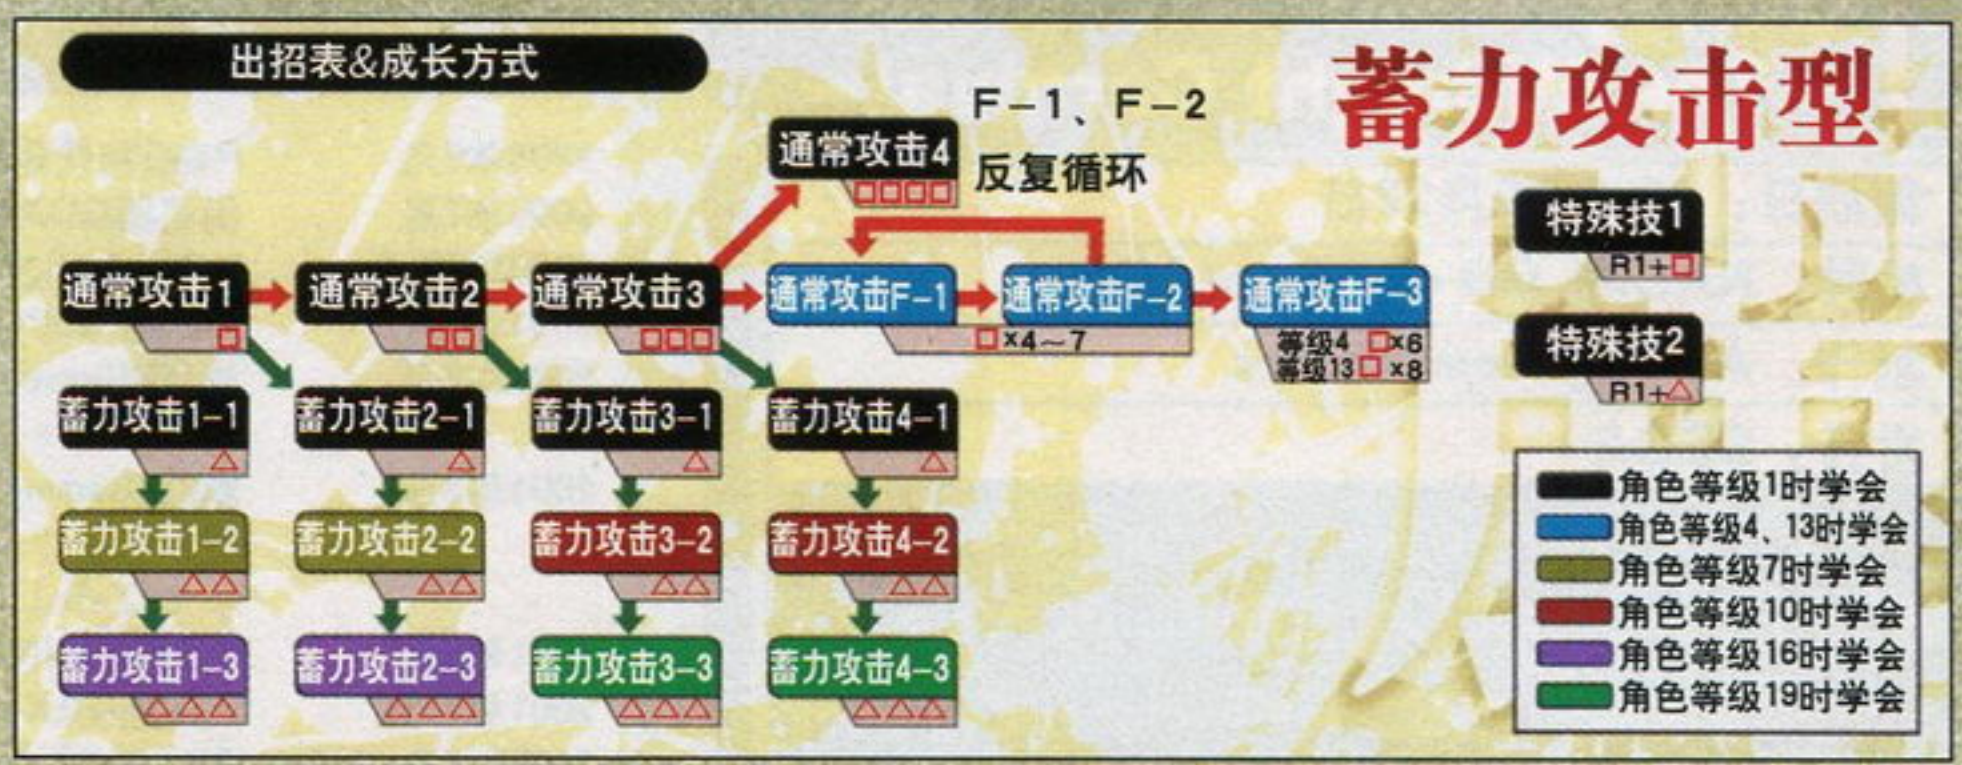 出招表&成长方式
蓄力攻击型
F-1、F-2
反复循环
通常攻击4
□□□□
通常攻击1
□
通常攻击2
□□
通常攻击3
□□□
通常攻击F-1
通常攻击F-2
□×4~7
通常攻击F-3
等级4 □×6
等级13□ ×8
蓄力攻击1-1
△
蓄力攻击2-1
△
蓄力攻击3-1
△
蓄力攻击4-1
△
蓄力攻击1-2
△△
蓄力攻击2-2
△△
蓄力攻击3-2
△△
蓄力攻击4-2
△△
蓄力攻击1-3
△△△
蓄力攻击2-3
△△△
蓄力攻击3-3
△△△
蓄力攻击4-3
△△△
特殊技1
R1+□
特殊技2
R1+△
角色等级1时学会
角色等级4、13时学会
角色等级7时学会
角色等级10时学会
角色等级16时学会
角色等级19时学会